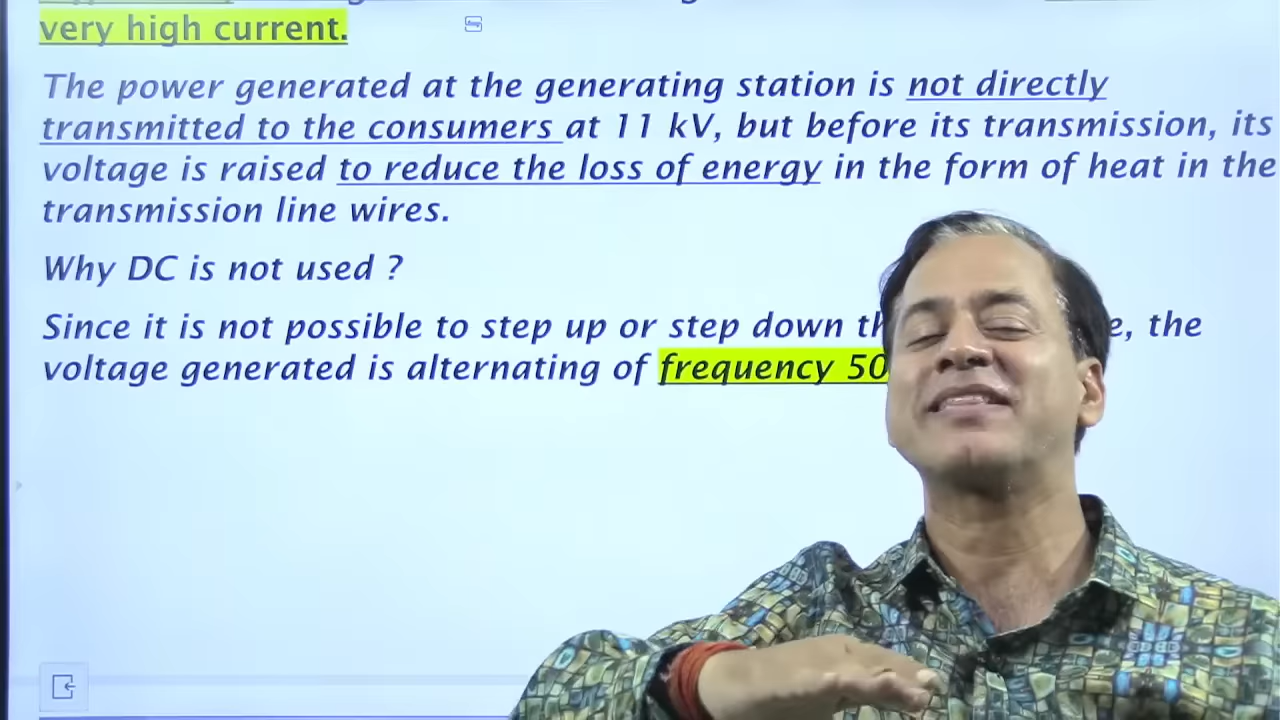 very high current.
The power generated at the generating station is not directly
transmitted to the consumers at 11 kV, but before its transmission, its
voltage is raised to reduce the loss of energy in the form of heat in the
transmission line wires.
Why DC is not used ?
Since it is not possible to step up or step down the
voltage generated is alternating of frequency 50